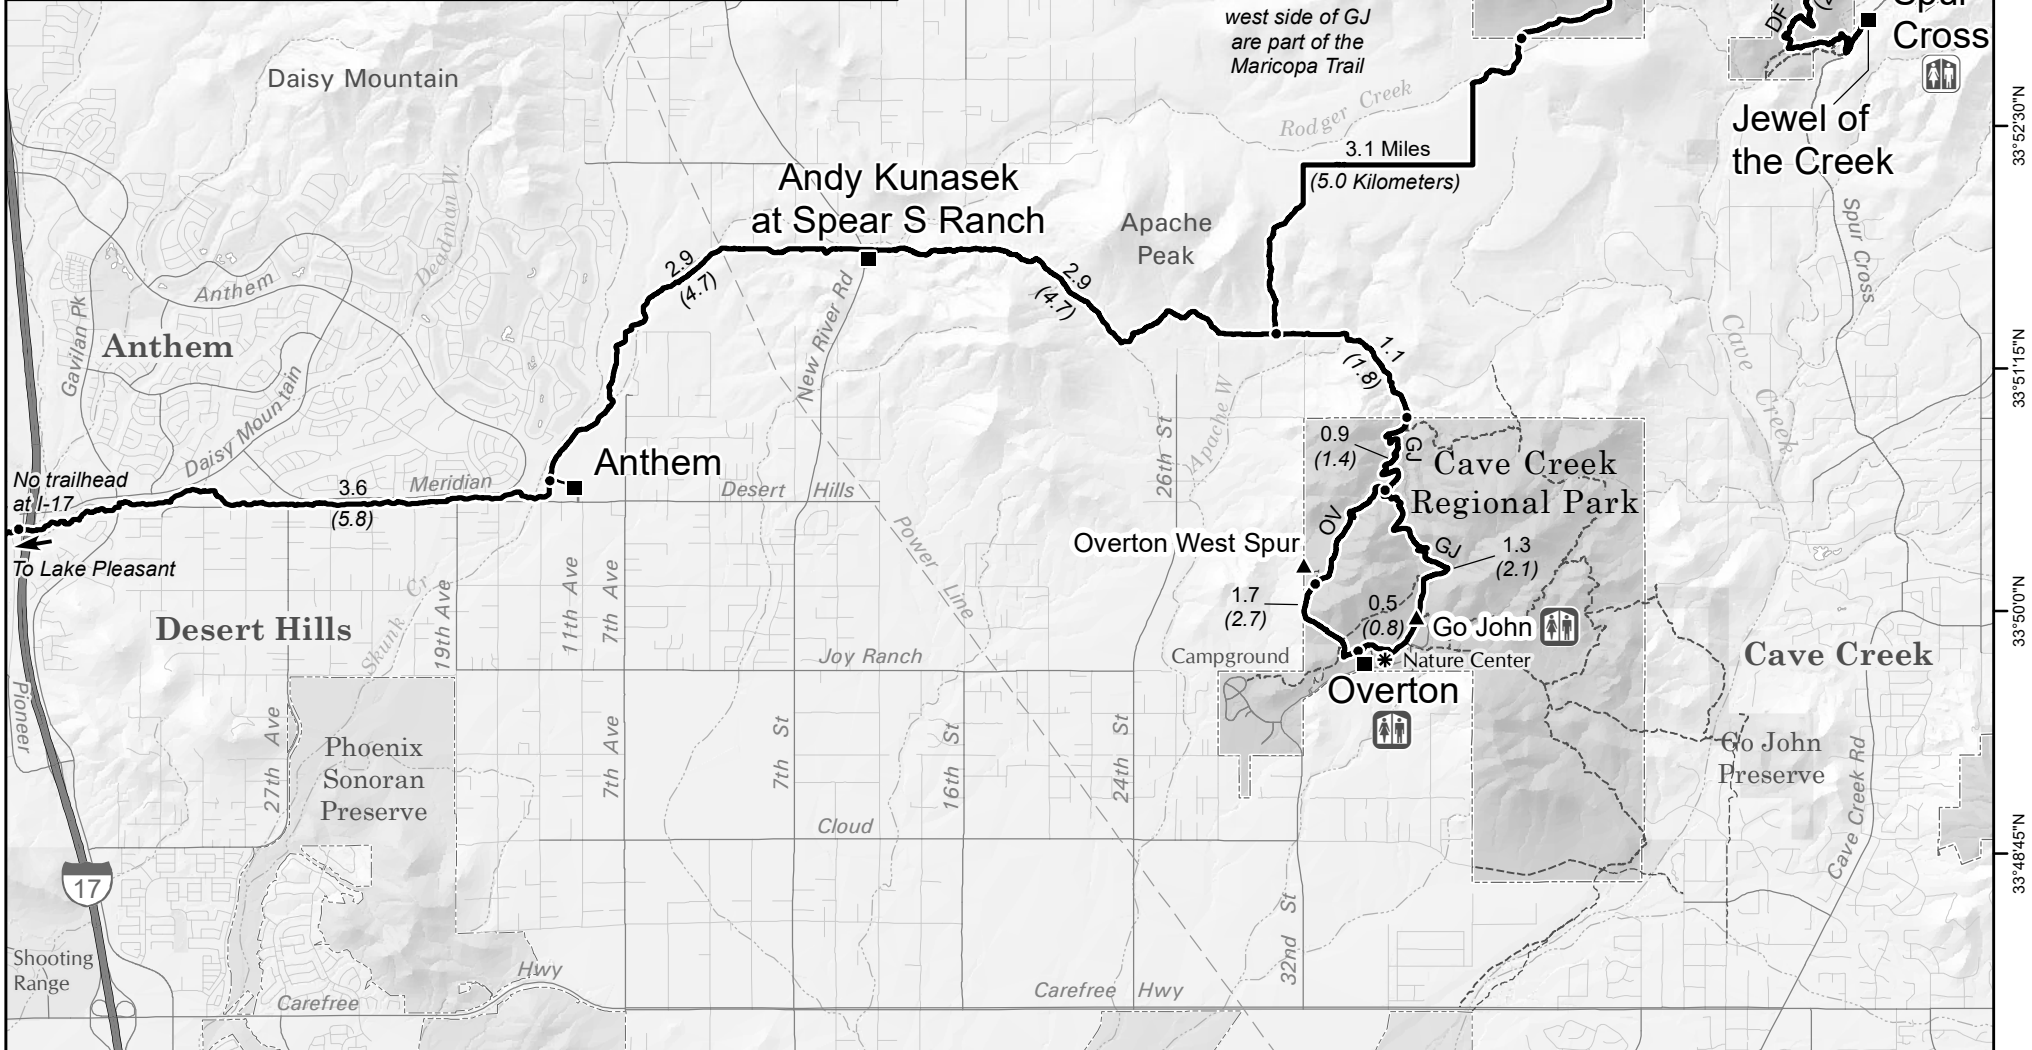 west side of GJ
are part of the
Maricopa Trail
DF
Cross
Daisy Mountain
Rodger Creek
Jewel of
the Creek
33°52'30"N
3.1 Miles
(5.0 Kilometers)
Andy Kunasek
at Spear S Ranch
Apache
Peak
Deadman W.
Spur Cross
2.9
(4.7)
2.9
(4.7)
Anthem
Gavilan Pk
Anthem
New River Rd
Cave Creek
1.1
(1.8)
33°51'15"N
Daisy Mountain
26th St
Apache W
0.9
(1.4)
GJ
Cave Creek
Regional Park
No trailhead
at I-17
3.6
(5.8)
Meridian
Anthem
Desert Hills
Power Line
OV
GJ
1.3
(2.1)
Overton West Spur
To Lake Pleasant
Skunk Cr
19th Ave
11th Ave
7th Ave
1.7
(2.7)
0.5
(0.8)
Go John
33°50'0"N
Desert Hills
Joy Ranch
Campground
Nature Center
Cave Creek
Overton
Pioneer
27th Ave
Phoenix
Sonoran
Preserve
7th Ave
7th St
16th St
24th St
Go John
Preserve
Cave Creek Rd
Cloud
33°48'45"N
17
32nd St
Shooting
Range
Hwy
Carefree
Carefree Hwy